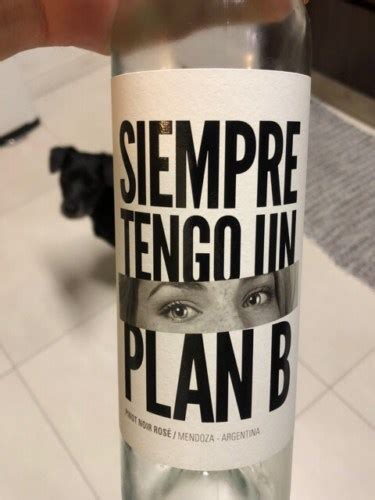 SIEMPRE
TENGO UN
PLAN B
PINOT NOIR ROSÉ / MENDOZA - ARGENTINA